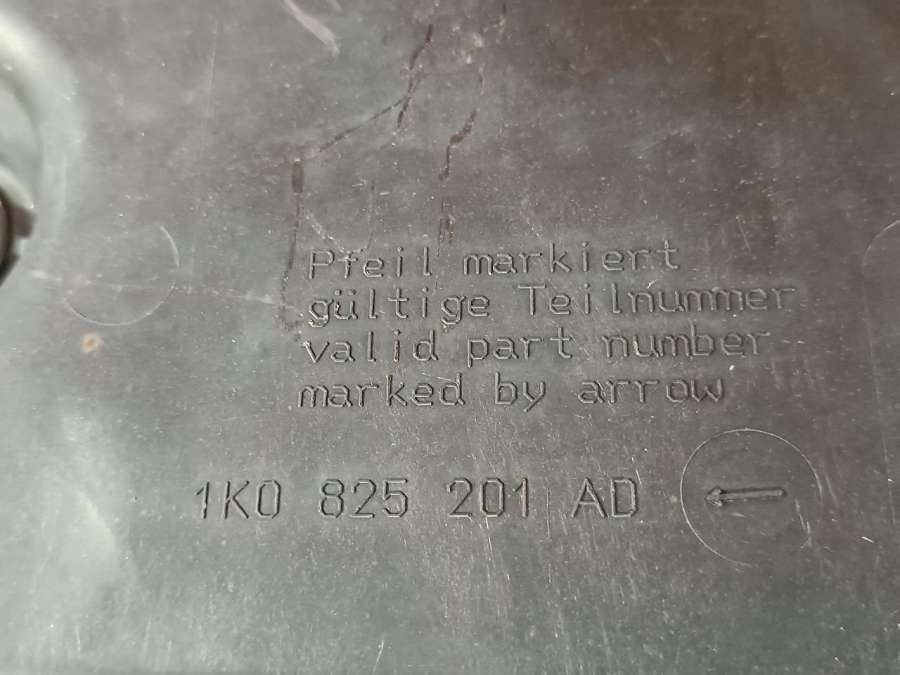 Pfeil markiert
gültige Teilnummer
valid part number
marked by arrow
1K0 825 201 AD